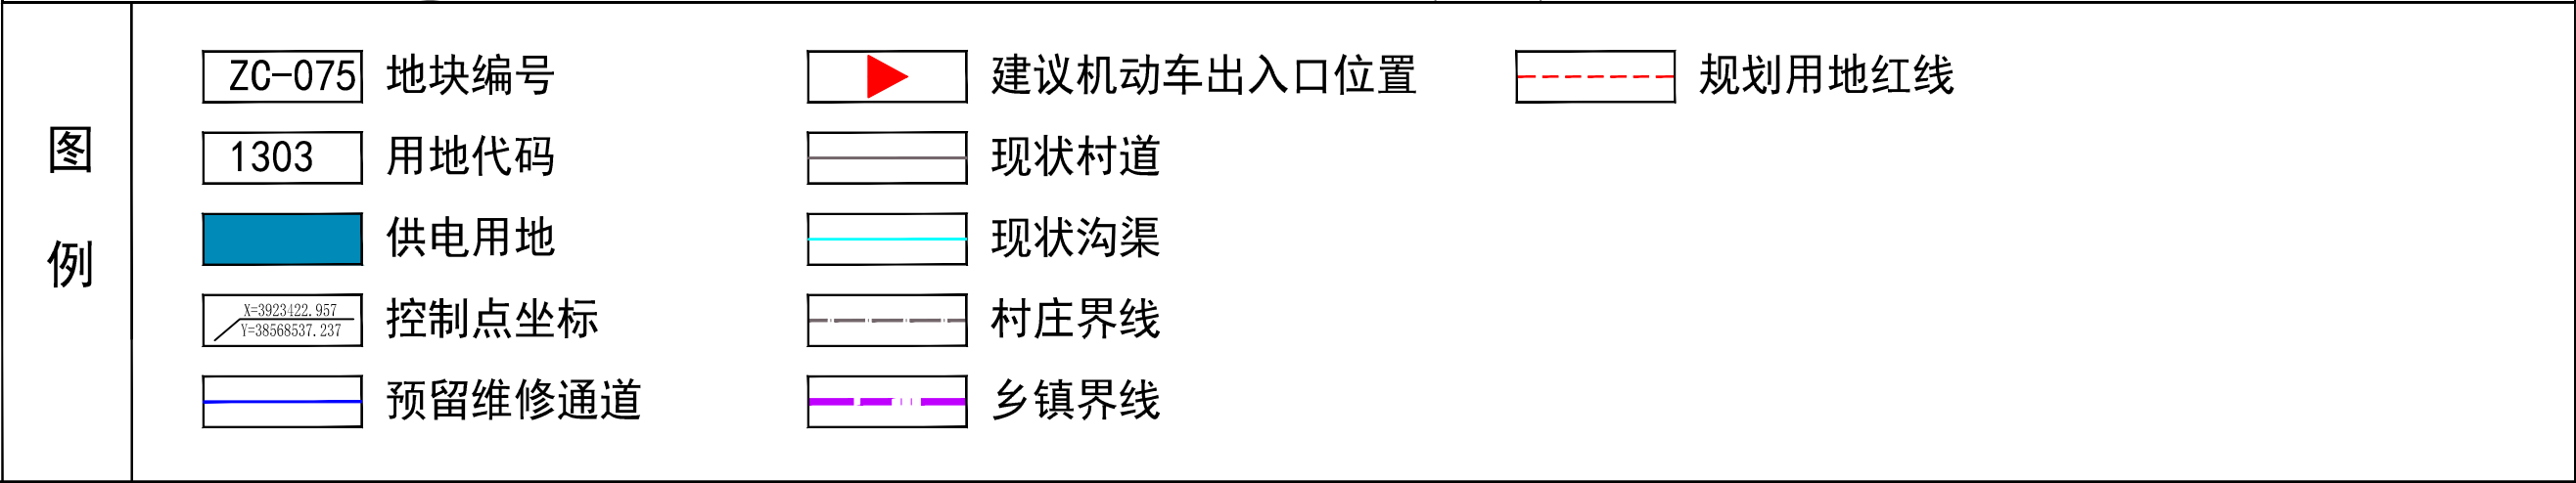 图例
ZC-075 地块编号
1303 用地代码
供电用地
X=3923422.957
Y=38568537.237
控制点坐标
预留维修通道
建议机动车出入口位置
现状村道
现状沟渠
村庄界线
乡镇界线
规划用地红线